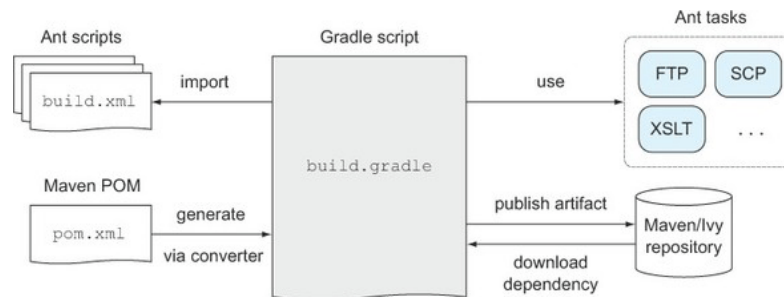 Ant scripts
build.xml
import
Gradle script
build.gradle
use
Ant tasks
FTP
SCP
XSLT
...
Maven POM
pom.xml
generate
via converter
publish artifact
download
dependency
Maven/Ivy
repository